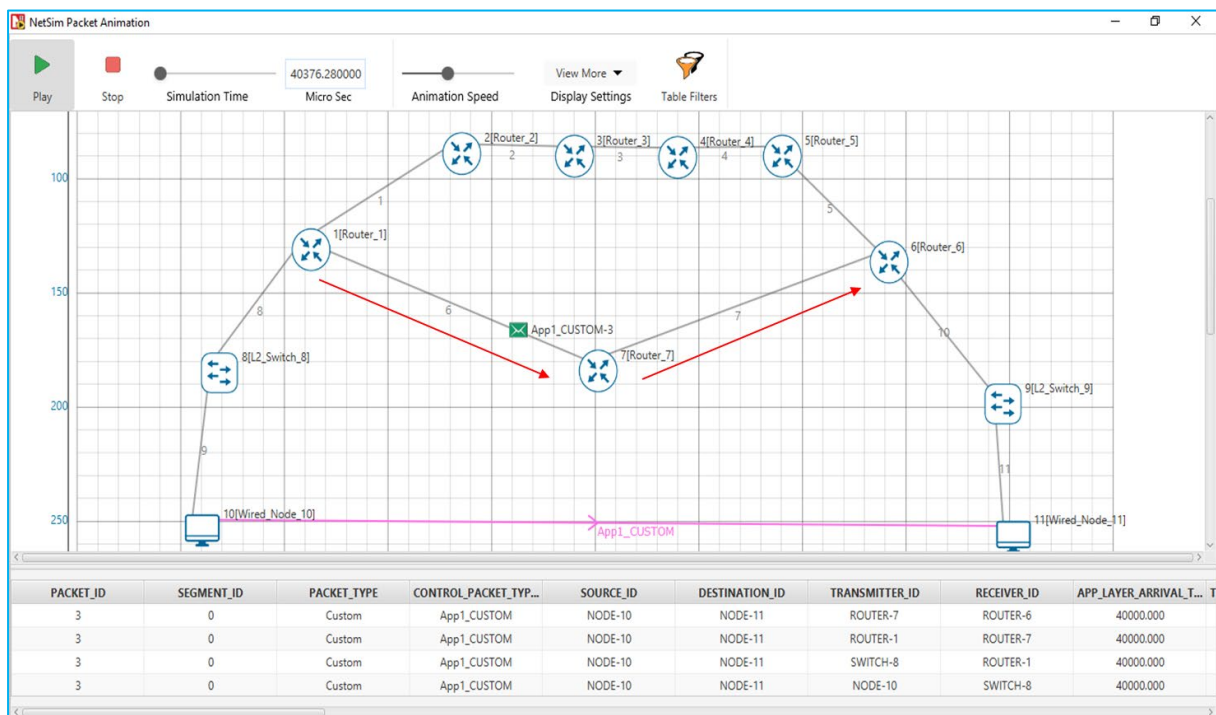 NetSim Packet Animation
40376.280000
View More
Play
Stop
Simulation Time
Micro Sec
Animation Speed
Display Settings
Table Filters
2[Router_2]
3[Router_3]
4[Router_4]
5[Router_5]
2
3
4
100
1
5
1[Router_1]
6[Router_6]
150
8
6
7
App1_CUSTOM-3
10
8[L2_Switch_8]
7[Router_7]
9[L2_Switch_9]
200
9
11
10[Wired_Node_10]
11[Wired_Node_11]
250
App1_CUSTOM
PACKET_ID SEGMENT_ID PACKET_TYPE CONTROL_PACKET_TYP... SOURCE_ID DESTINATION_ID TRANSMITTER_ID RECEIVER_ID APP_LAYER_ARRIVAL_T... T
3 0 Custom App1_CUSTOM NODE-10 NODE-11 ROUTER-7 ROUTER-6 40000.000
3 0 Custom App1_CUSTOM NODE-10 NODE-11 ROUTER-1 ROUTER-7 40000.000
3 0 Custom App1_CUSTOM NODE-10 NODE-11 SWITCH-8 ROUTER-1 40000.000
3 0 Custom App1_CUSTOM NODE-10 NODE-11 NODE-10 SWITCH-8 40000.000